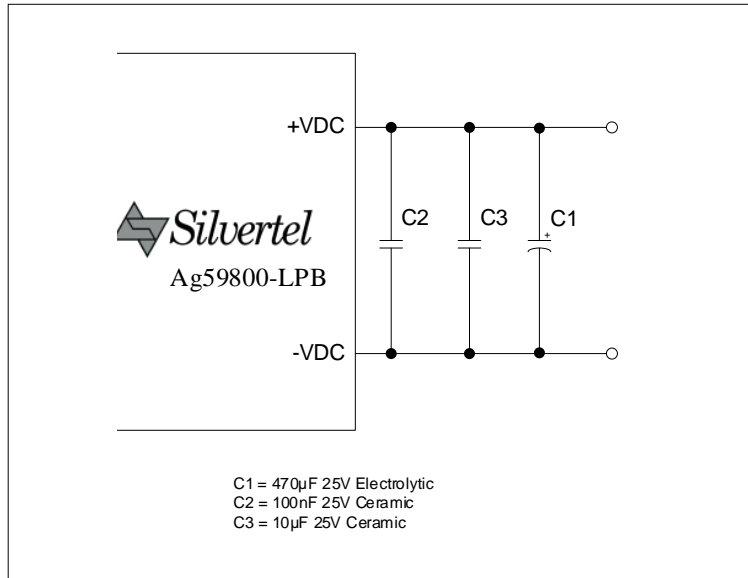 +VDC
C2
C3
C1
+
Silvertel
Ag59800-LPB
-VDC
C1 = 470µF 25V Electrolytic
C2 = 100nF 25V Ceramic
C3 = 10µF 25V Ceramic